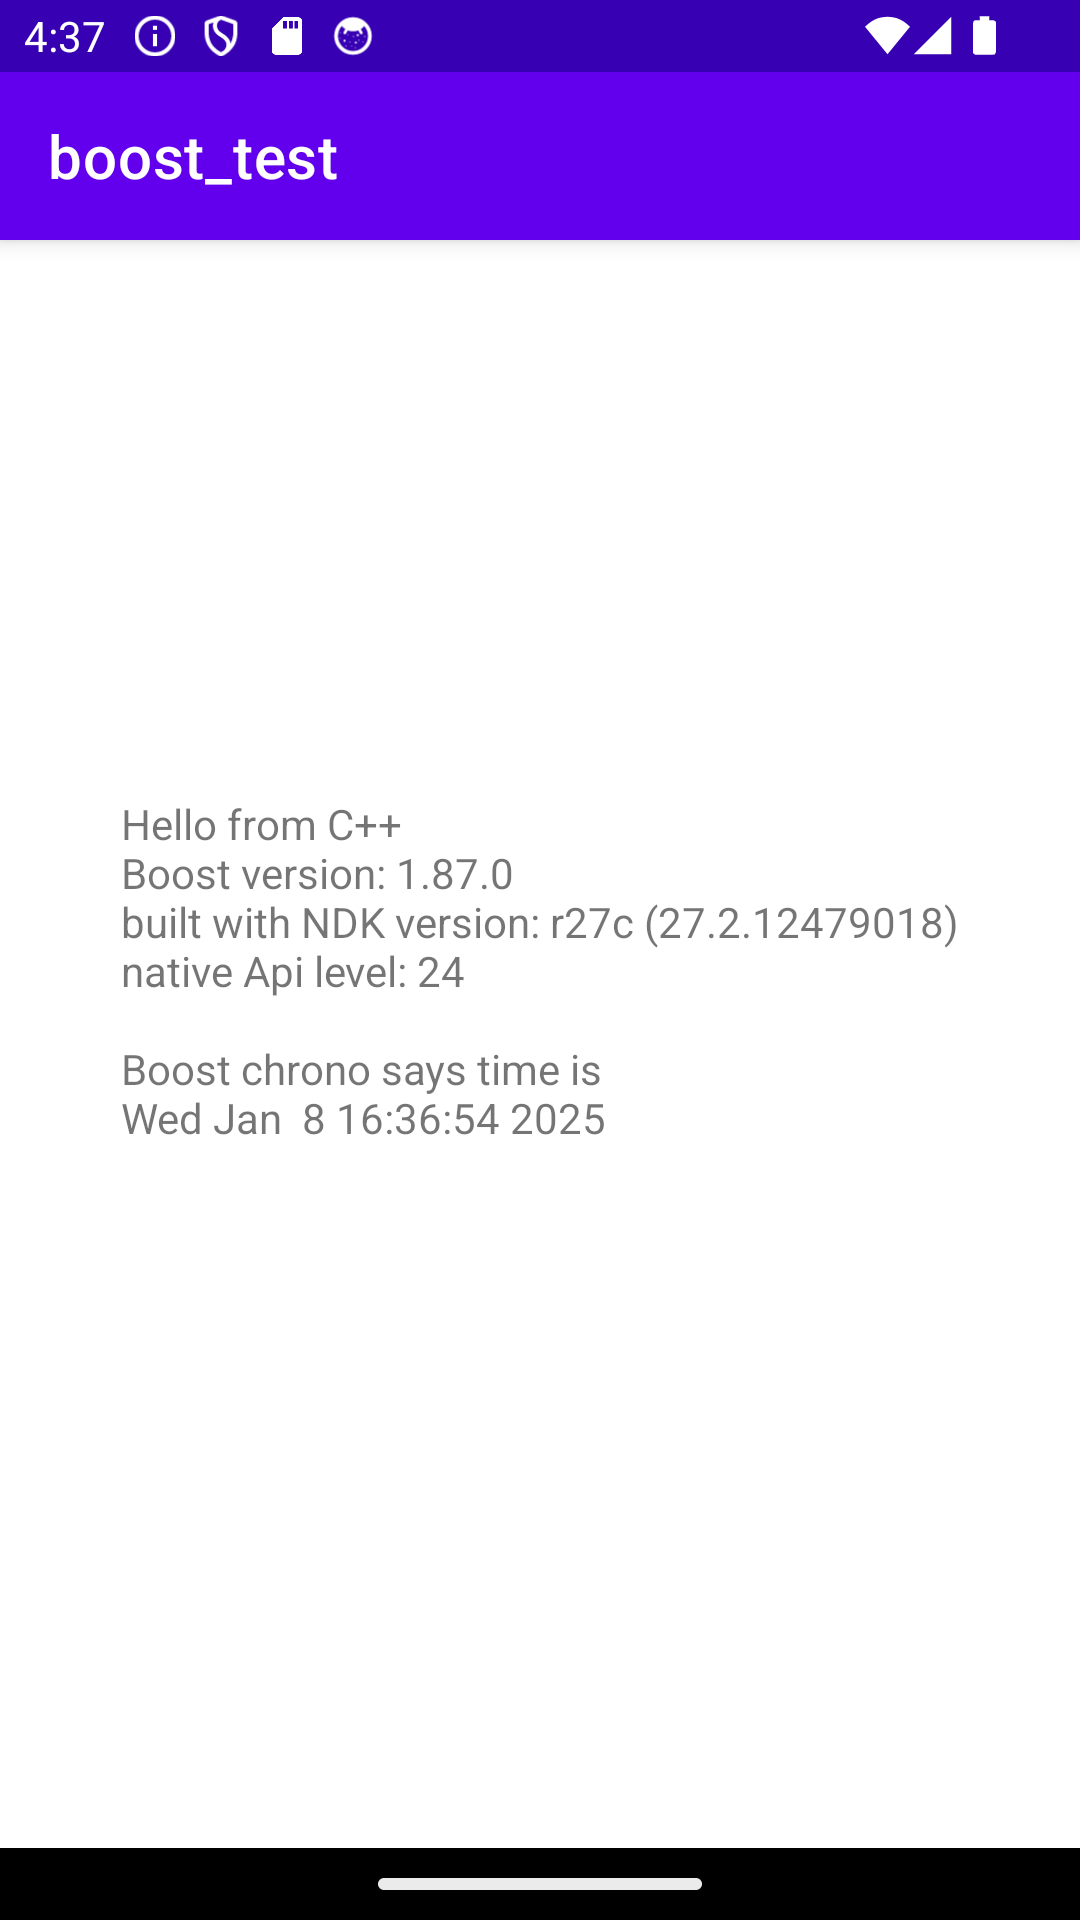 4:37
boost_test
Hello from C++
Boost version: 1.87.0
built with NDK version: r27c (27.2.12479018)
native Api level: 24
Boost chrono says time is
Wed Jan  8 16:36:54 2025